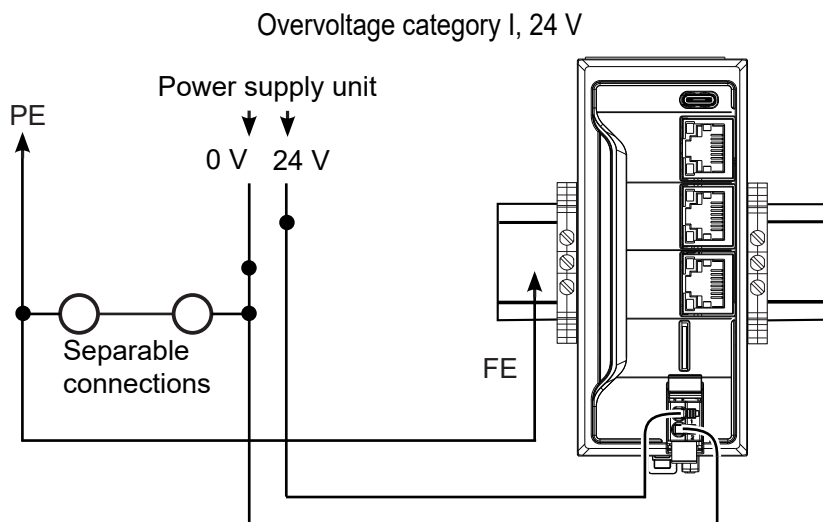 Overvoltage category I, 24 V
Power supply unit
PE
0 V 24 V
Separable
connections
FE